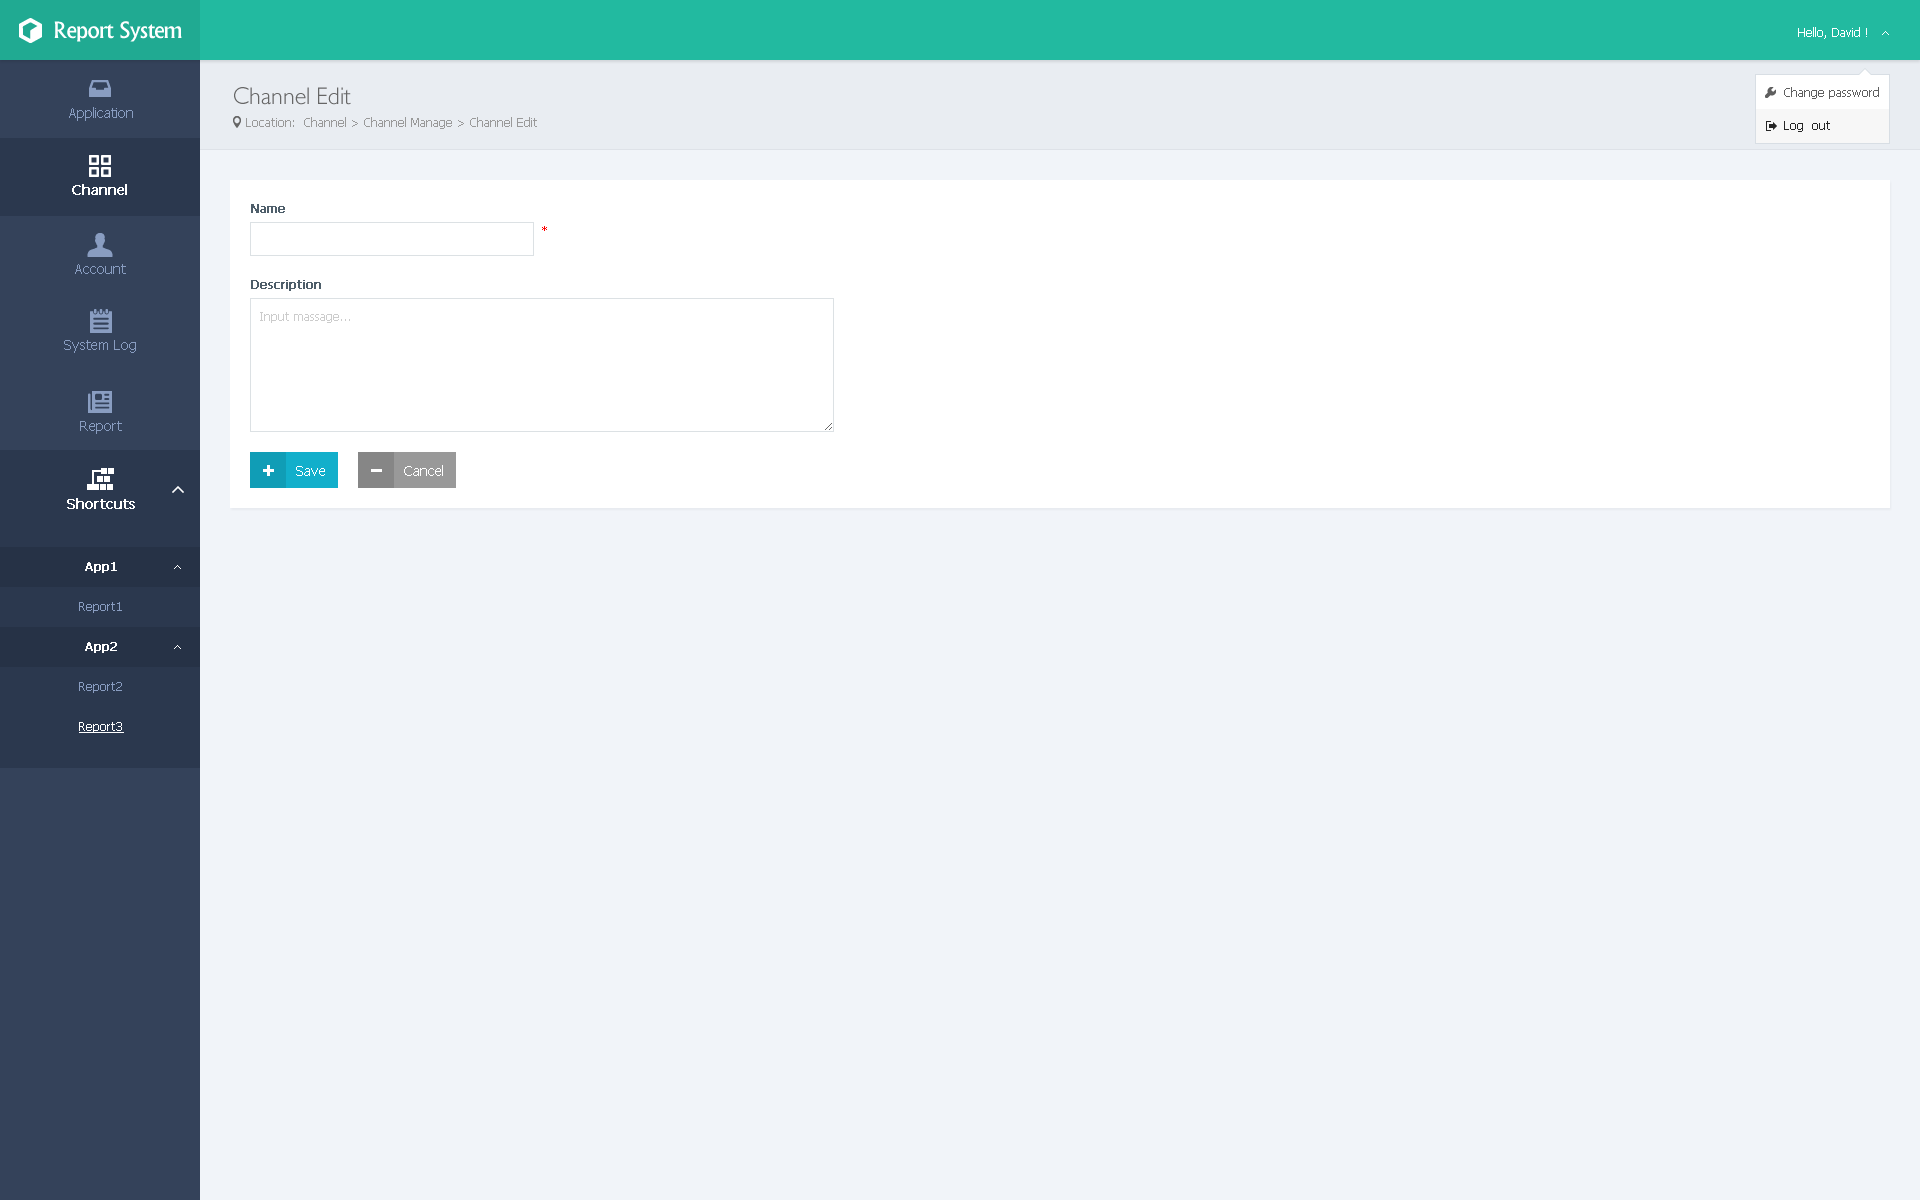 Report System
Hello, David !
Change password
Log out
Application
Channel
Account
System Log
Report
Shortcuts
App1
Report1
App2
Report2
Report3
Channel Edit
Location: Channel > Channel Manage > Channel Edit
Name
*
Description
Input massage...
Save
Cancel